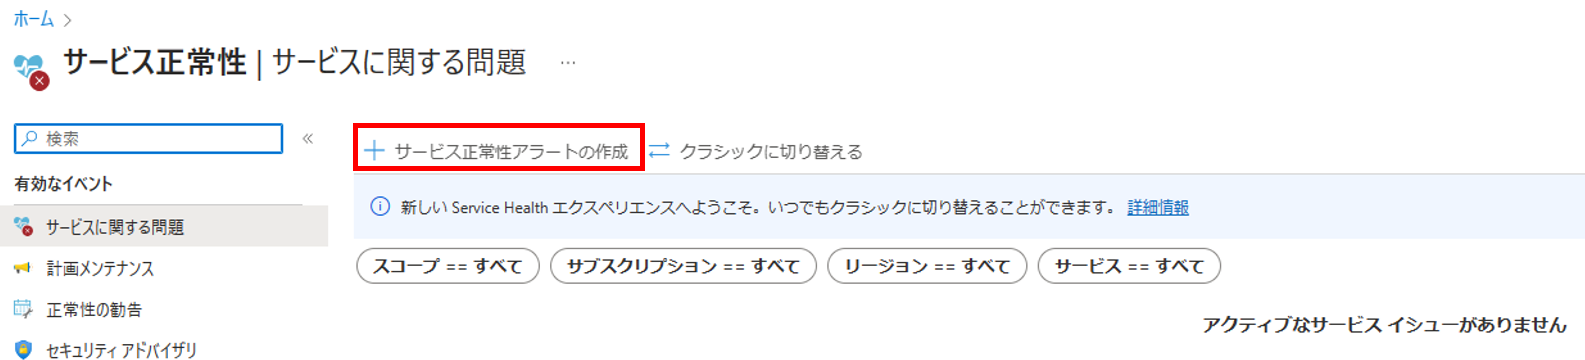 ホーム
サービス正常性 | サービスに関する問題 …
検索
有効なイベント
サービスに関する問題
計画メンテナンス
正常性の勧告
セキュリティ アドバイザリ
サービス正常性アラートの作成 クラシックに切り替える
新しい Service Health エクスペリエンスへようこそ。いつでもクラシックに切り替えることができます。 詳細情報
スコープ == すべて サブスクリプション == すべて リージョン == すべて サービス == すべて
アクティブなサービス イシューがありません